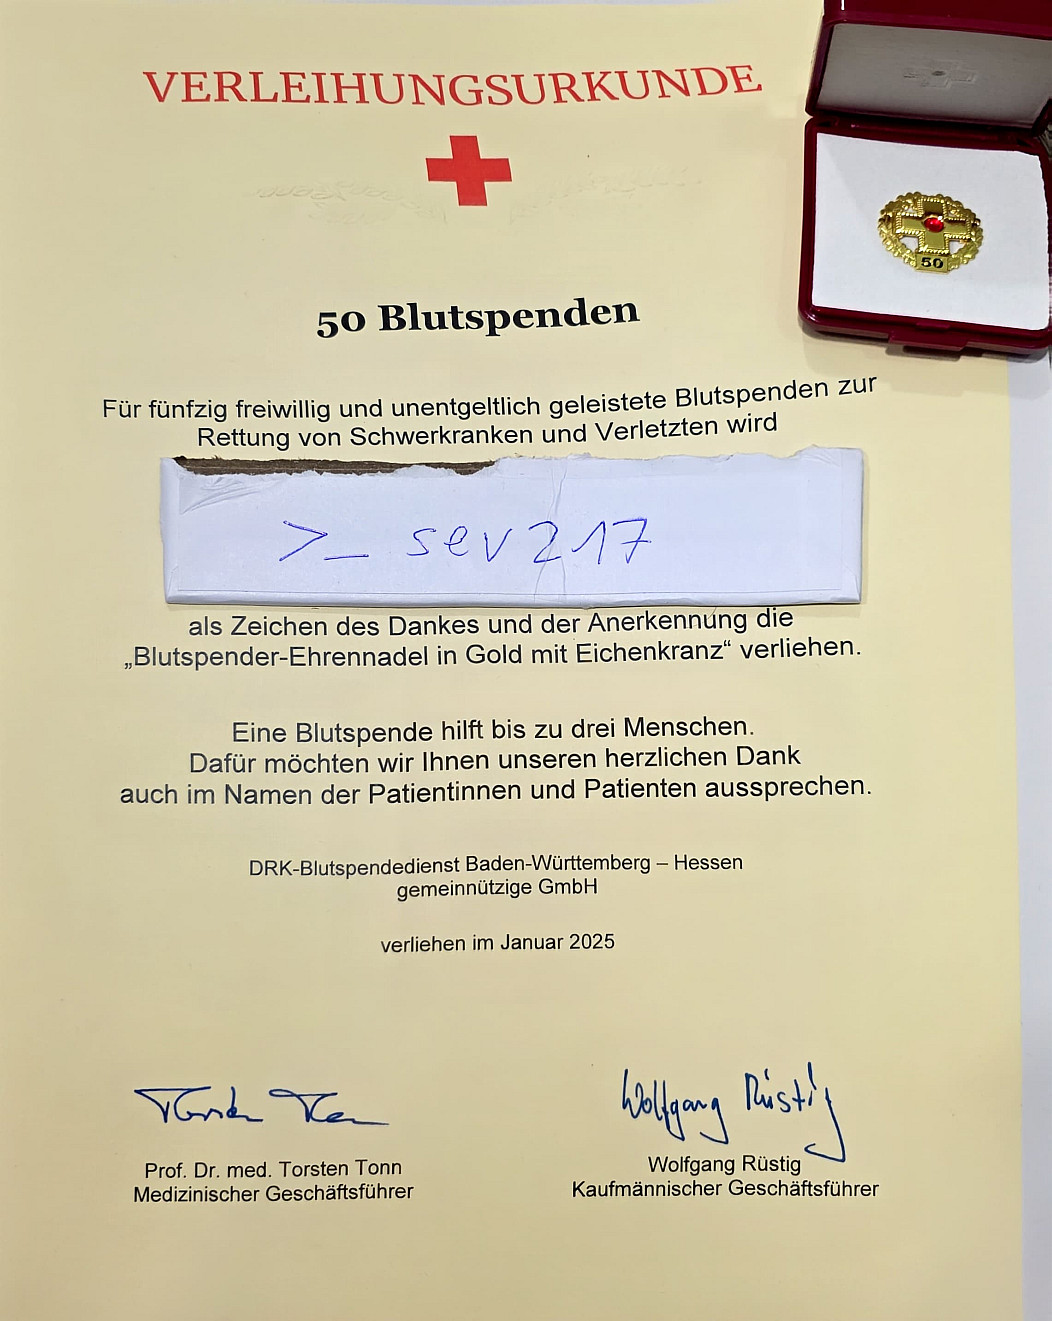 VERLEIHUNGSURKUNDE
50
50 Blutspenden
Für fünfzig freiwillig und unentgeltlich geleistete Blutspenden zur
Rettung von Schwerkranken und Verletzten wird
>_ sev217
als Zeichen des Dankes und der Anerkennung die
„Blutspender-Ehrennadel in Gold mit Eichenkranz“ verliehen.
Eine Blutspende hilft bis zu drei Menschen.
Dafür möchten wir Ihnen unseren herzlichen Dank
auch im Namen der Patientinnen und Patienten aussprechen.
DRK-Blutspendedienst Baden-Württemberg – Hessen
gemeinnützige GmbH
verliehen im Januar 2025
Torsten Tonn
Wolfgang Rüstig
Prof. Dr. med. Torsten Tonn
Medizinischer Geschäftsführer
Wolfgang Rüstig
Kaufmännischer Geschäftsführer